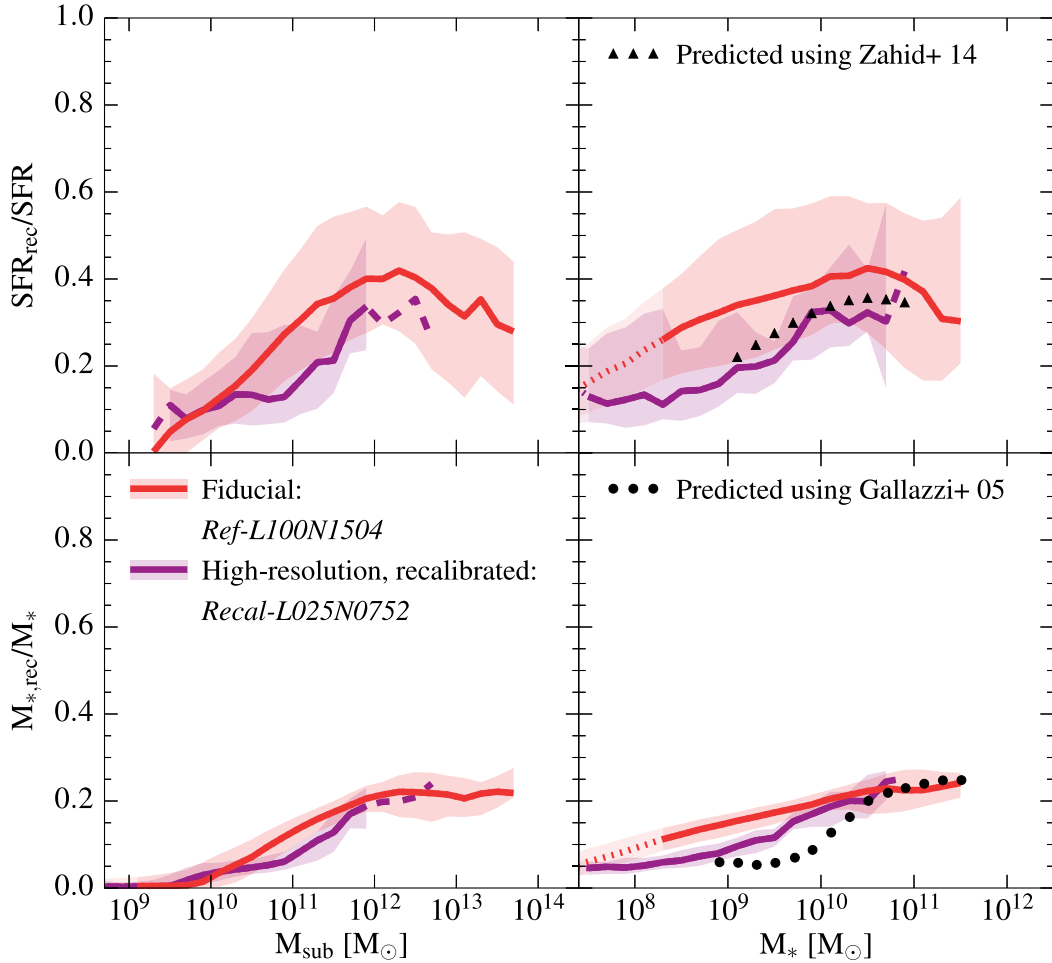 1.0
0.8
0.6
0.4
0.2
0.0
SFR_rec/SFR
▲ ▲ ▲ Predicted using Zahid+ 14
0.8
0.6
0.4
0.2
0.0
M_{*,rec}/M_*
Fiducial:
Ref-L100N1504
High-resolution, recalibrated:
Recal-L025N0752
● ● ● Predicted using Gallazzi+ 05
10^9 10^10 10^11 10^12 10^13 10^14
M_sub [M_⊙]
10^8 10^9 10^10 10^11 10^12
M_* [M_⊙]